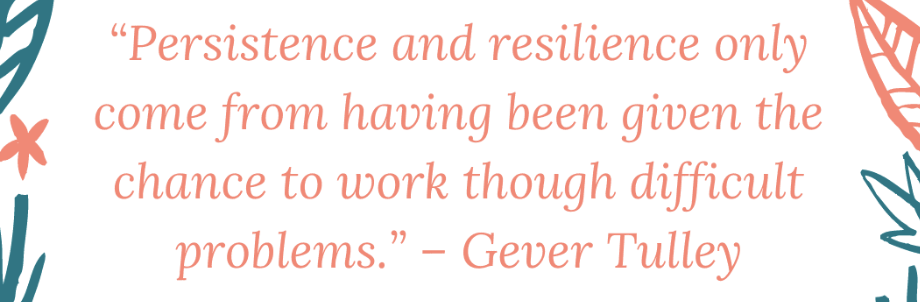 “Persistence and resilience only
come from having been given the
chance to work though difficult
problems.” – Gever Tulley